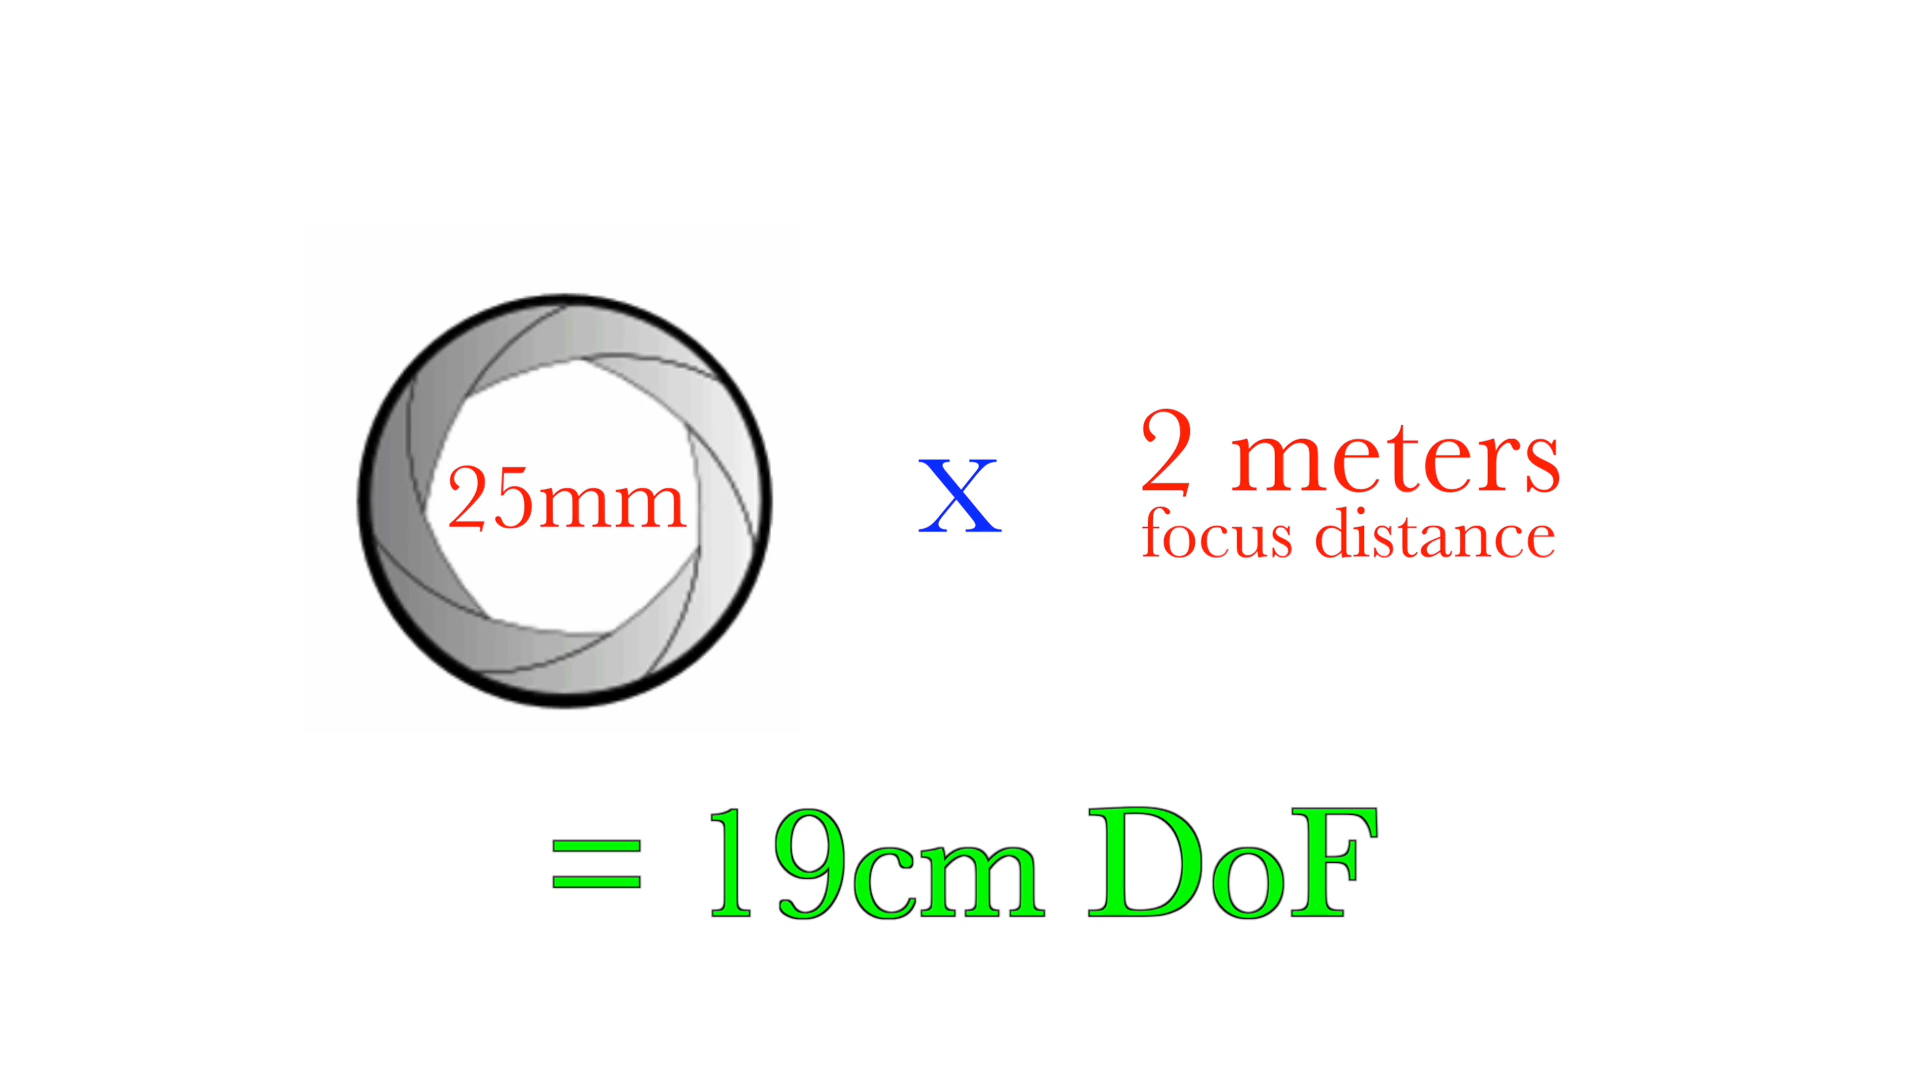 25mm
x
2 meters
focus distance
= 19cm DoF